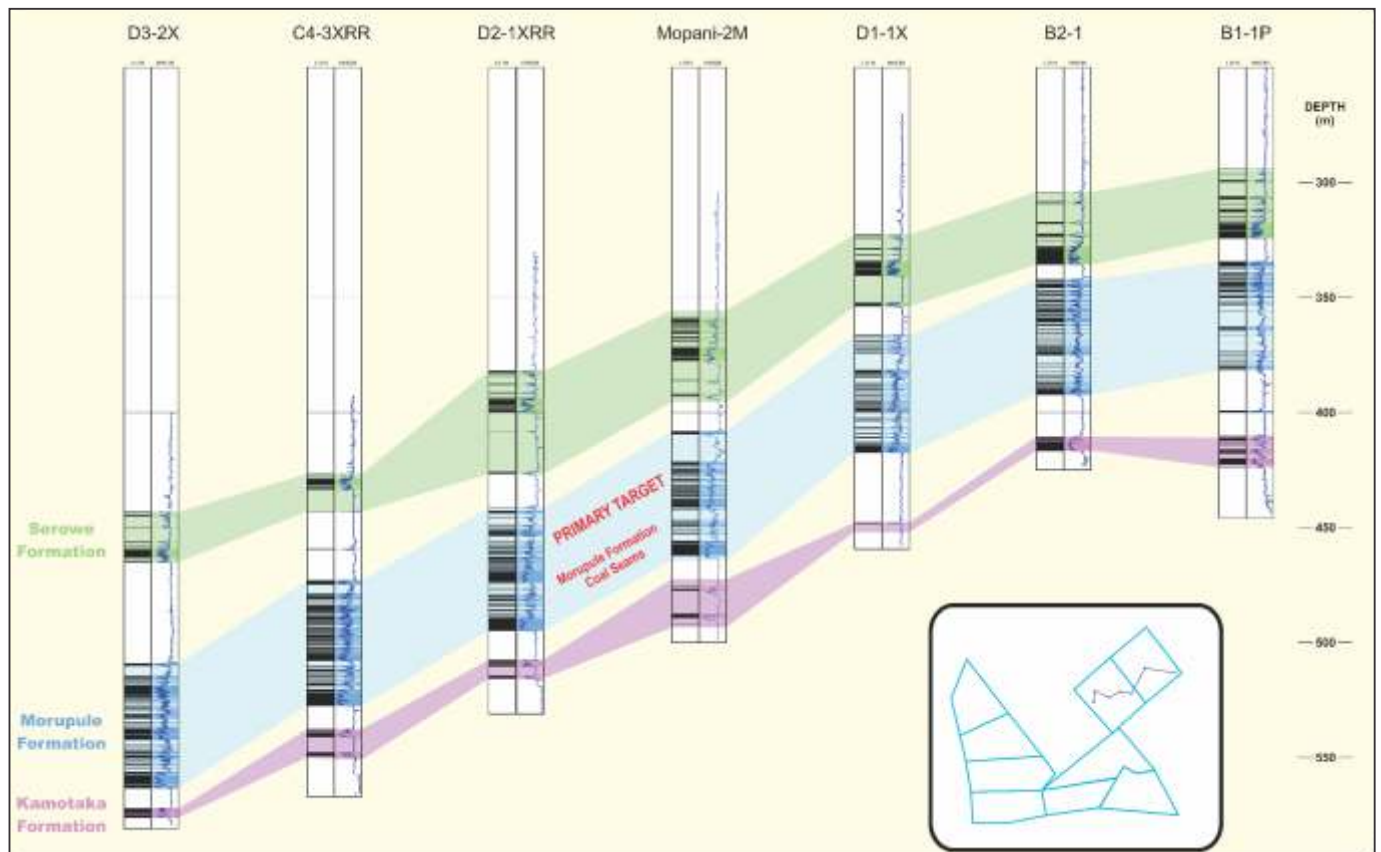 D3-2X C4-3XRR D2-1XRR Mopani-2M D1-1X B2-1 B1-1P
DEPTH
(m)
300
350
400
450
500
550
PRIMARY TARGET
Morupule Formation
Coal Seams
Serowe
Formation
Morupule
Formation
Kamotaka
Formation